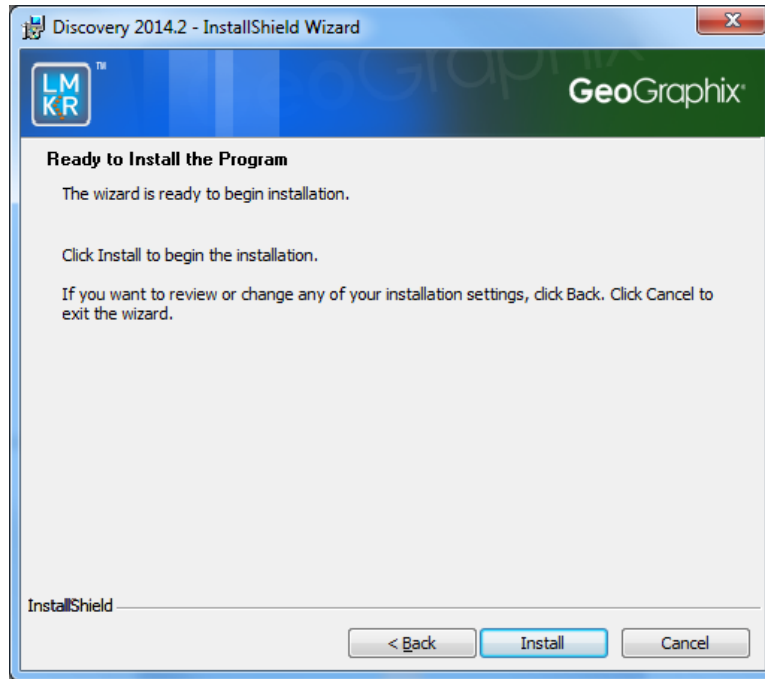 Discovery 2014.2 - InstallShield Wizard
x
LM
KR
TM
GeoGraphix
GeoGraphix
Ready to Install the Program
The wizard is ready to begin installation.
Click Install to begin the installation.
If you want to review or change any of your installation settings, click Back. Click Cancel to
exit the wizard.
InstallShield
< Back
Install
Cancel